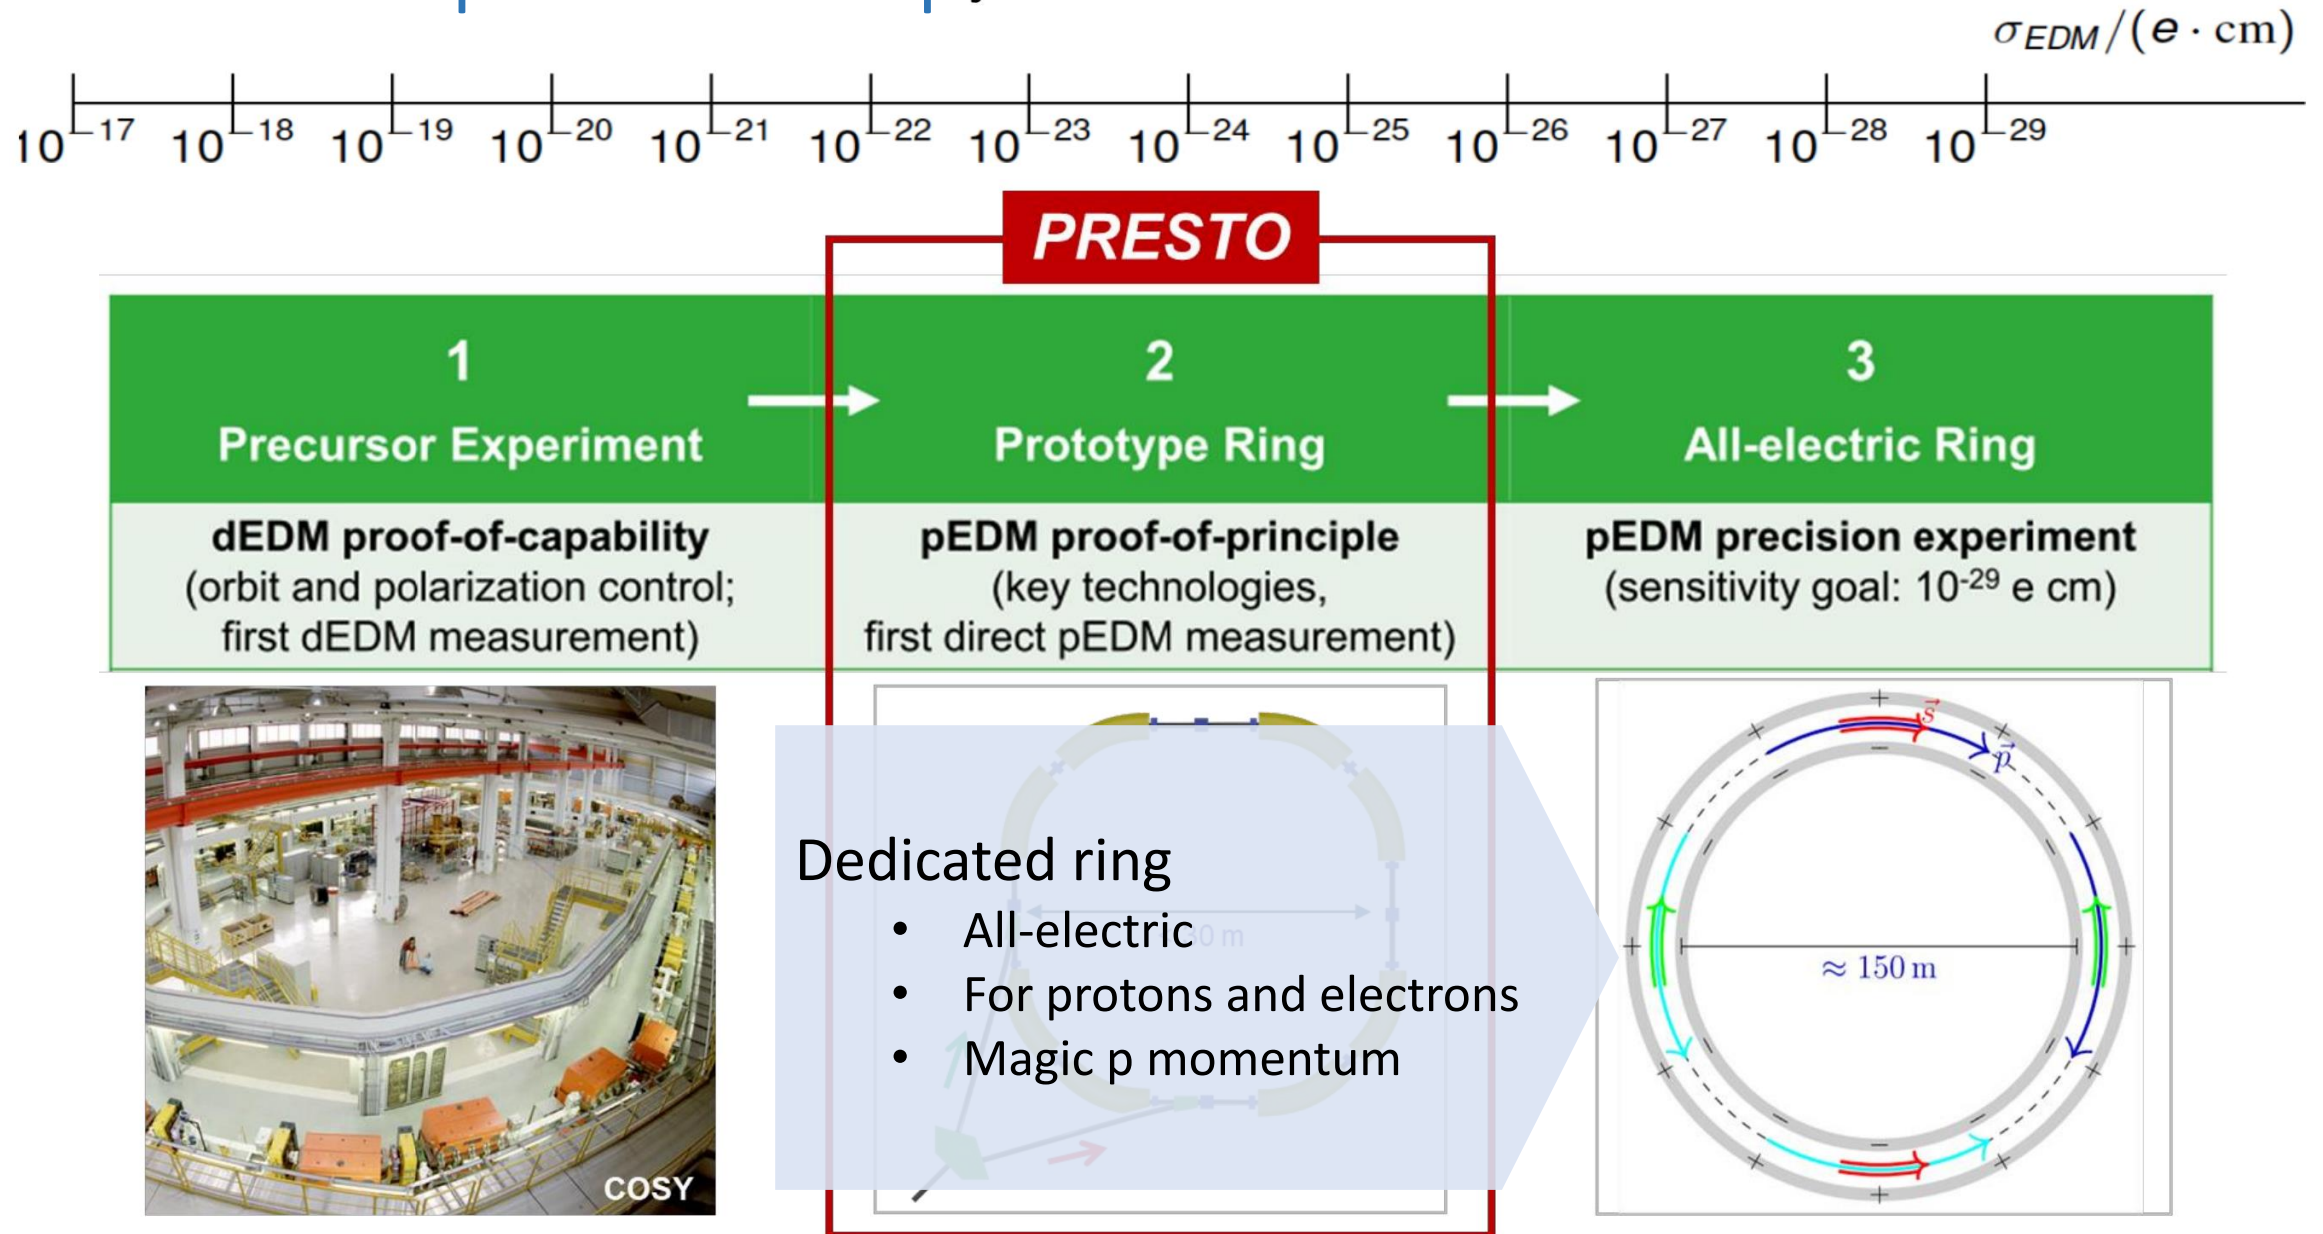 σEDM/(e · cm)
10⁻¹⁷ 10⁻¹⁸ 10⁻¹⁹ 10⁻²⁰ 10⁻²¹ 10⁻²² 10⁻²³ 10⁻²⁴ 10⁻²⁵ 10⁻²⁶ 10⁻²⁷ 10⁻²⁸ 10⁻²⁹
PRESTO
1
Precursor Experiment
dEDM proof-of-capability
(orbit and polarization control;
first dEDM measurement)
2
Prototype Ring
pEDM proof-of-principle
(key technologies,
first direct pEDM measurement)
3
All-electric Ring
pEDM precision experiment
(sensitivity goal: 10⁻²⁹ e cm)
COSY
Dedicated ring
• All-electric
• For protons and electrons
• Magic p momentum
0 m
s⃗
p⃗
≈ 150 m